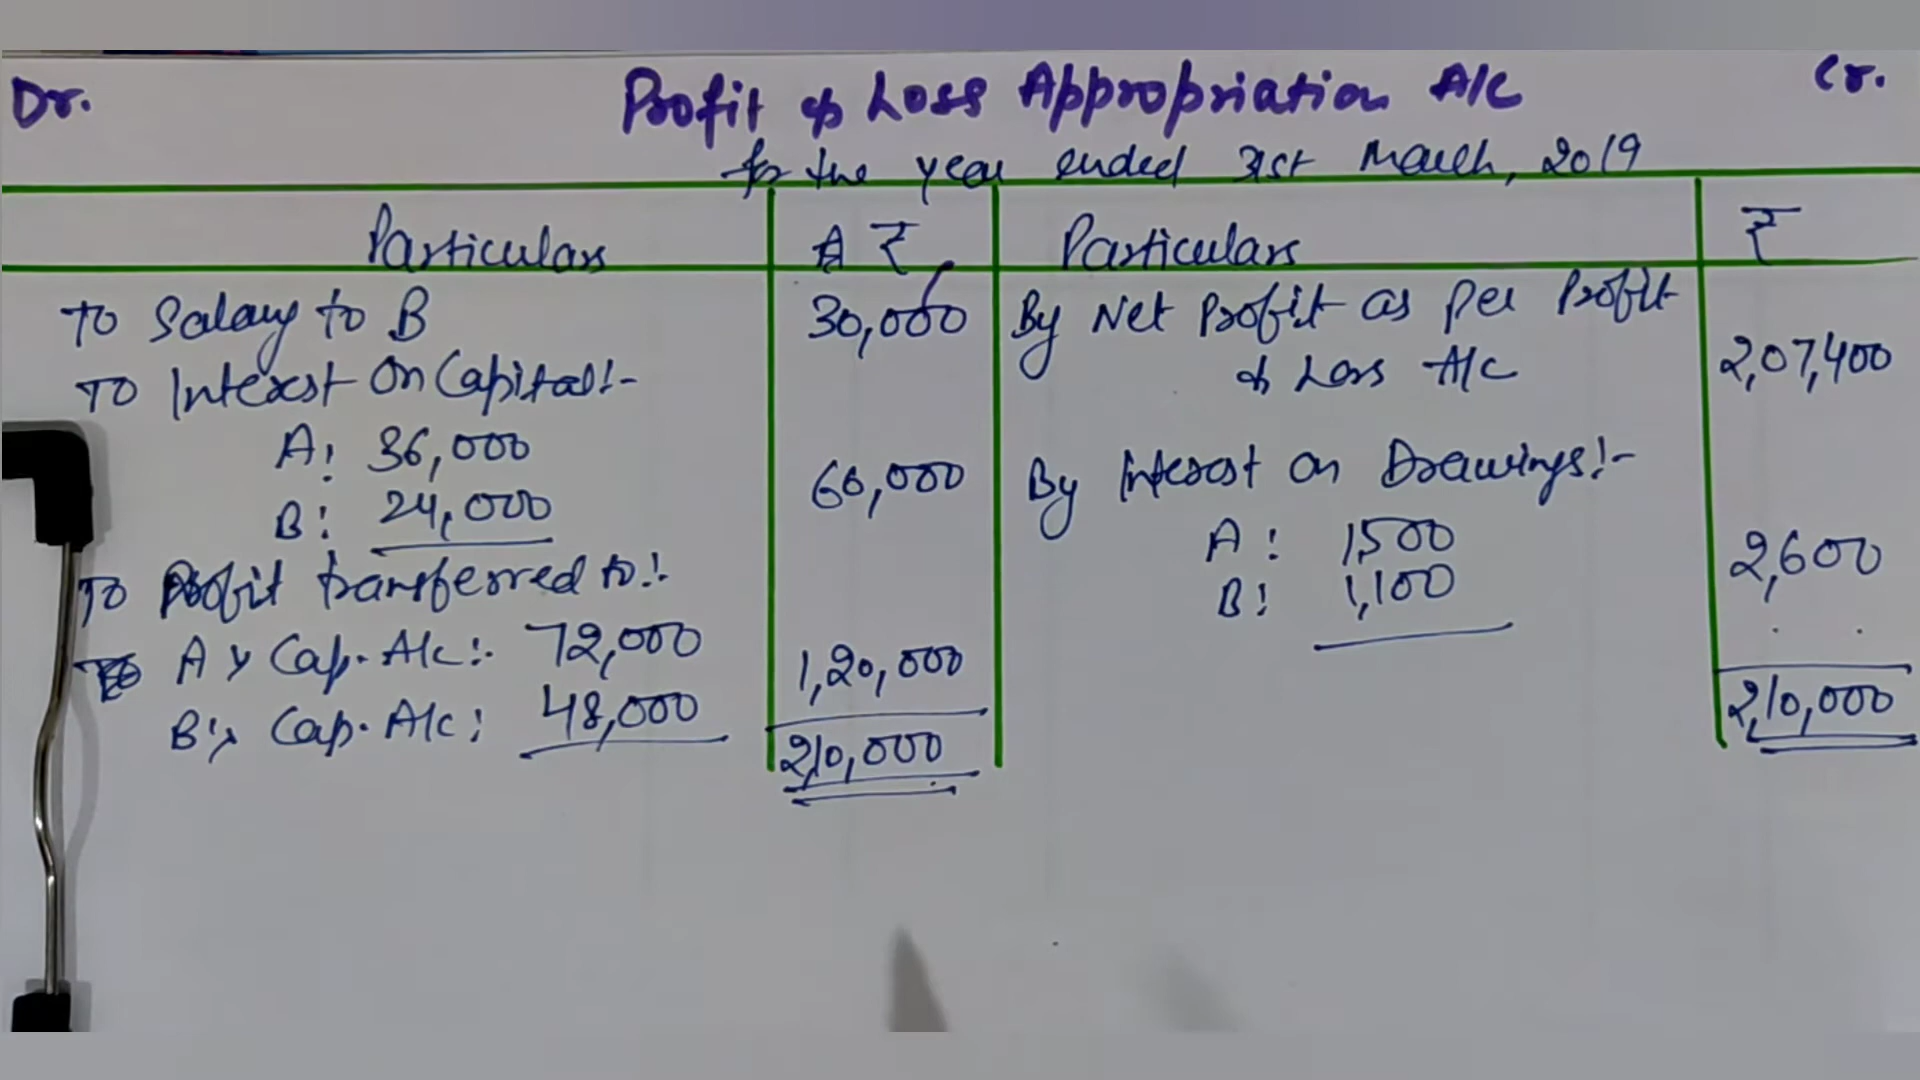 Dr.
Profit & Loss Appropriation A/c
Cr.
for the year ended 31st March, 2019
Particulars
₹
Particulars
₹
To Salary to B
30,000
To Interest on Capital:-
A: 36,000
B: 24,000
60,000
To Profit transferred to:
A's Cap. A/c:- 72,000
B's Cap. A/c: 48,000
1,20,000
2,10,000
By Net Profit as per Profit
& Loss A/c
2,07,400
By Interest on Drawings:-
A: 1,500
B: 1,100
2,600
2,10,000